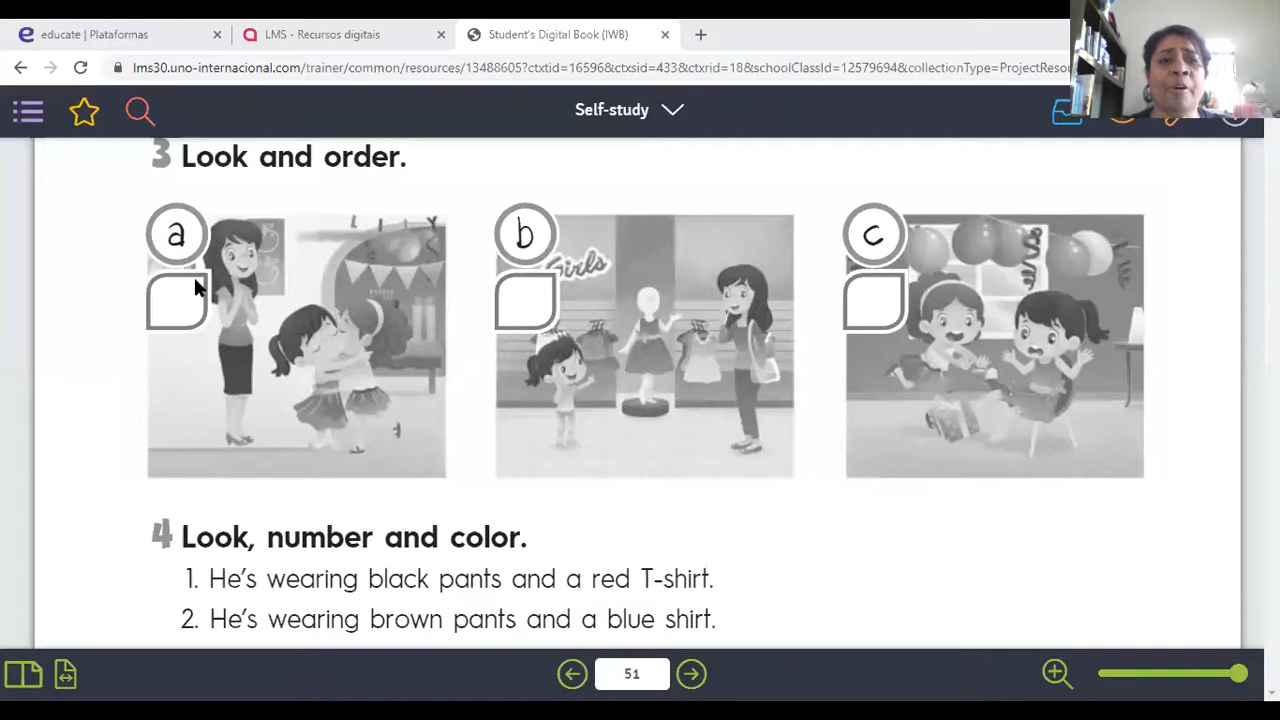 educate | Plataformas
LMS - Recursos digitais
Student's Digital Book (IWB)
lms30.uno-internacional.com/trainer/common/resources/13488605?ctxtid=16596&ctxsid=433&ctxrid=18&schoolClassId=12579694&collectionType=ProjectResou
Self-study
3 Look and order.
a
b
c
LILY
Girls
4 Look, number and color.
1. He's wearing black pants and a red T-shirt.
2. He's wearing brown pants and a blue shirt.
51